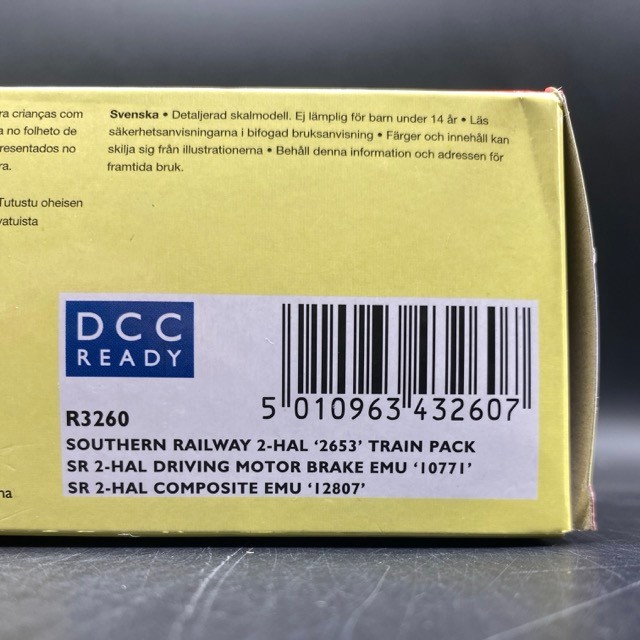 ra crianças com
a no folheto de
resentados no
ra.
Tutustu oheisen
vatuista
Svenska • Detaljerad skalmodell. Ej lämplig för barn under 14 år • Läs
säkerhetsanvisningarna i bifogad bruksanvisning • Färger och innehåll kan
skilja sig från illustrationerna • Behåll denna information och adressen för
framtida bruk.
DCC
READY
5 010963 432607
R3260
SOUTHERN RAILWAY 2-HAL ‘2653’ TRAIN PACK
SR 2-HAL DRIVING MOTOR BRAKE EMU ‘10771’
SR 2-HAL COMPOSITE EMU ‘12807’
na